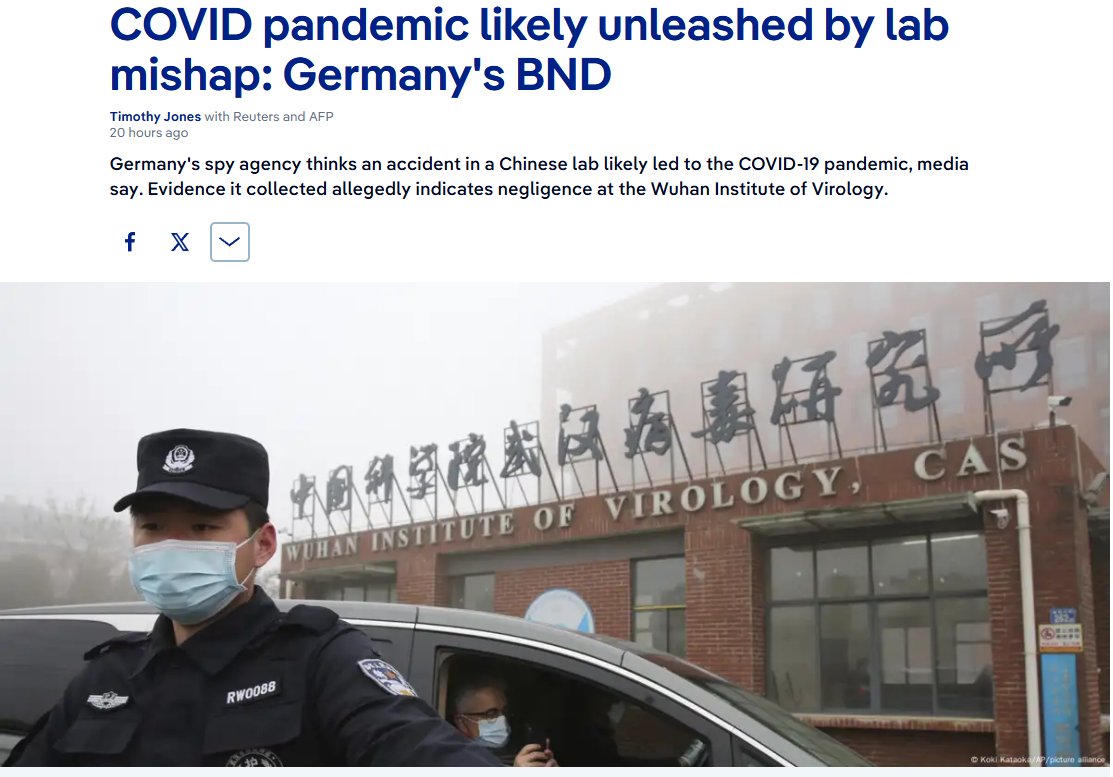 COVID pandemic likely unleashed by lab
mishap: Germany's BND
Timothy Jones with Reuters and AFP
20 hours ago
Germany's spy agency thinks an accident in a Chinese lab likely led to the COVID-19 pandemic, media
say. Evidence it collected allegedly indicates negligence at the Wuhan Institute of Virology.
中国科学院武汉病毒研究所
WUHAN INSTITUTE OF VIROLOGY, CAS
RW0088
© Koki Kataoka/AP/picture alliance